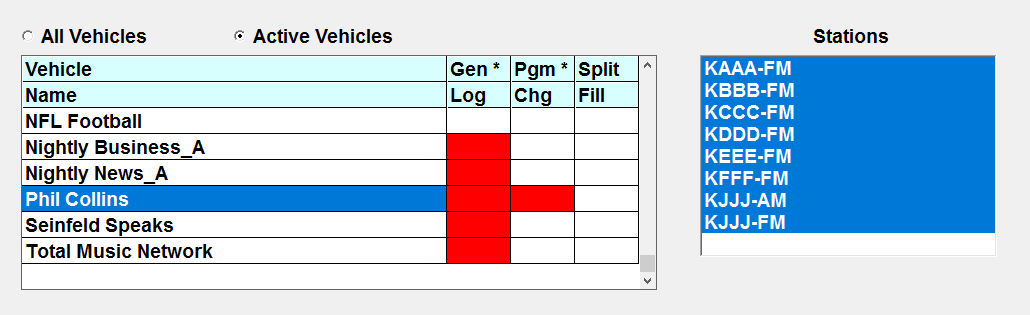 All Vehicles Active Vehicles Stations
Vehicle Gen * Pgm * Split
Name Log Chg Fill
NFL Football
Nightly Business_A
Nightly News_A
Phil Collins
Seinfeld Speaks
Total Music Network
KAAA-FM
KBBB-FM
KCCC-FM
KDDD-FM
KEEE-FM
KFFF-FM
KJJJ-AM
KJJJ-FM